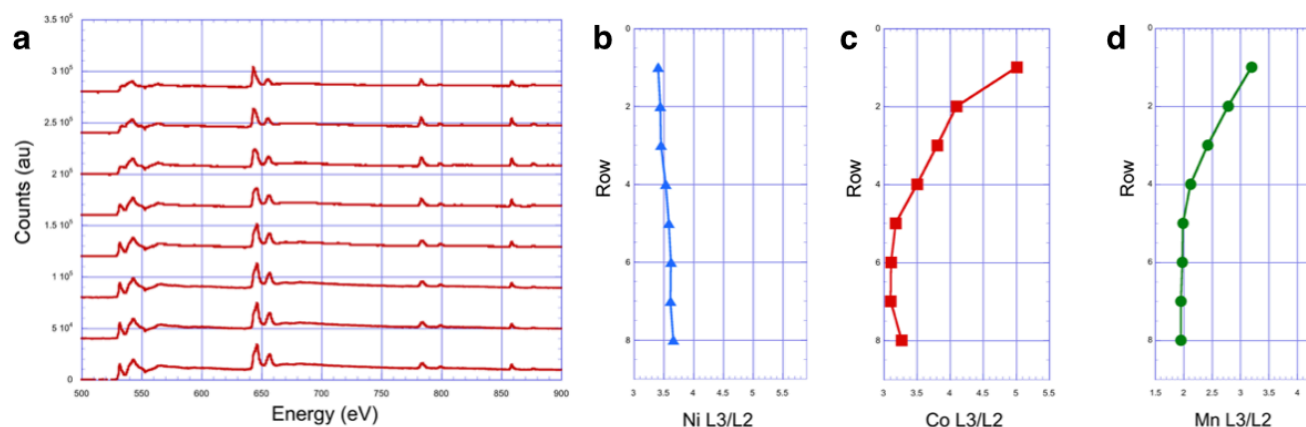 a
3.5 10⁵
3 10⁵
2.5 10⁵
2 10⁵
1.5 10⁵
1 10⁵
5 10⁴
0
Counts (au)
500 550 600 650 700 750 800 850 900
Energy (eV)
b
0
2
4
6
8
Row
3 3.5 4 4.5 5 5.5
Ni L3/L2
c
0
2
4
6
8
Row
3 3.5 4 4.5 5 5.5
Co L3/L2
d
0
2
4
6
8
Row
1.5 2 2.5 3 3.5 4
Mn L3/L2